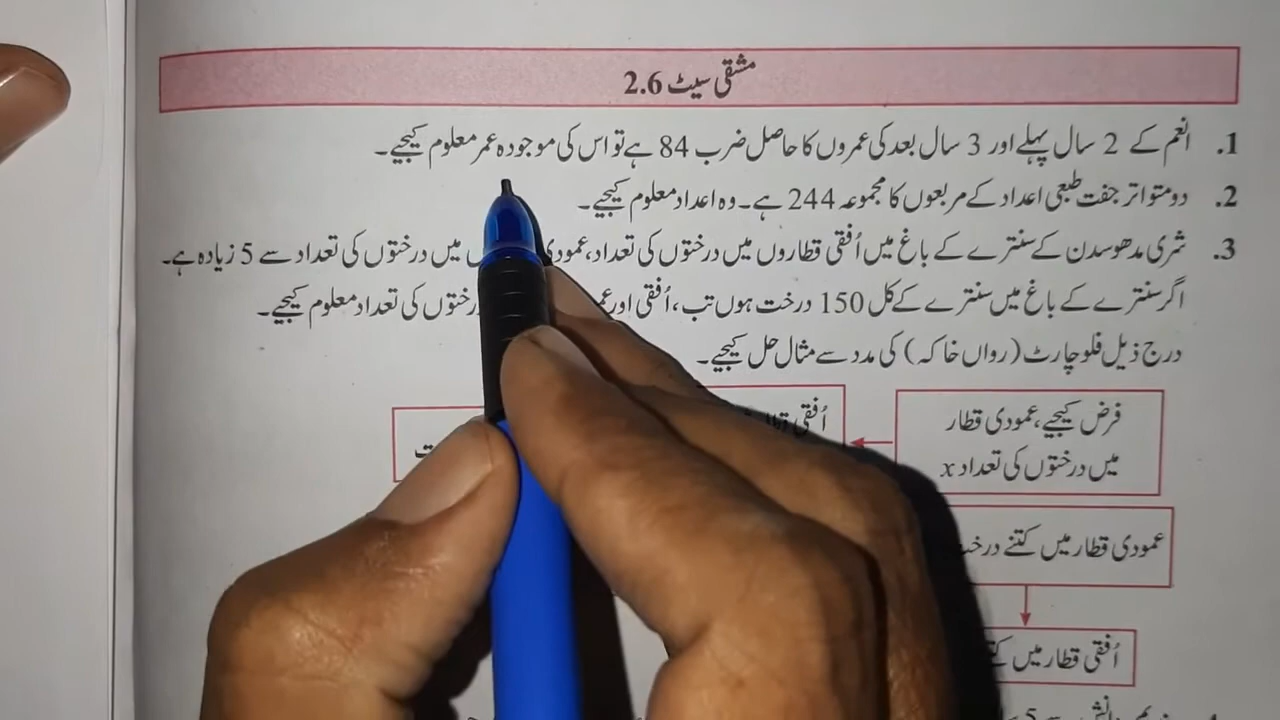 مشقی سیٹ 2.6
1. انعم کے 2 سال پہلے اور 3 سال بعد کی عمروں کا حاصل ضرب 84 ہے تو اس کی موجودہ عمر معلوم کیجیے۔
2. دو متواتر جفت طبعی اعداد کے مربعوں کا مجموعہ 244 ہے۔ وہ اعداد معلوم کیجیے۔
3. شری مدھوسدن کے سنترے کے باغ میں اُفقی قطاروں میں درختوں کی تعداد، عمودی میں درختوں کی تعداد سے 5 زیادہ ہے۔
اگر سنترے کے باغ میں سنترے کے کل 150 درخت ہوں تب، اُفقی اور درختوں کی تعداد معلوم کیجیے۔
درج ذیل فلو چارٹ (رواں خاکہ) کی مدد سے مثال حل کیجیے۔
فرض کیجیے، عمودی قطار
میں درختوں کی تعداد x
اُفقی
عمودی قطار میں کتنے
اُفقی قطار میں